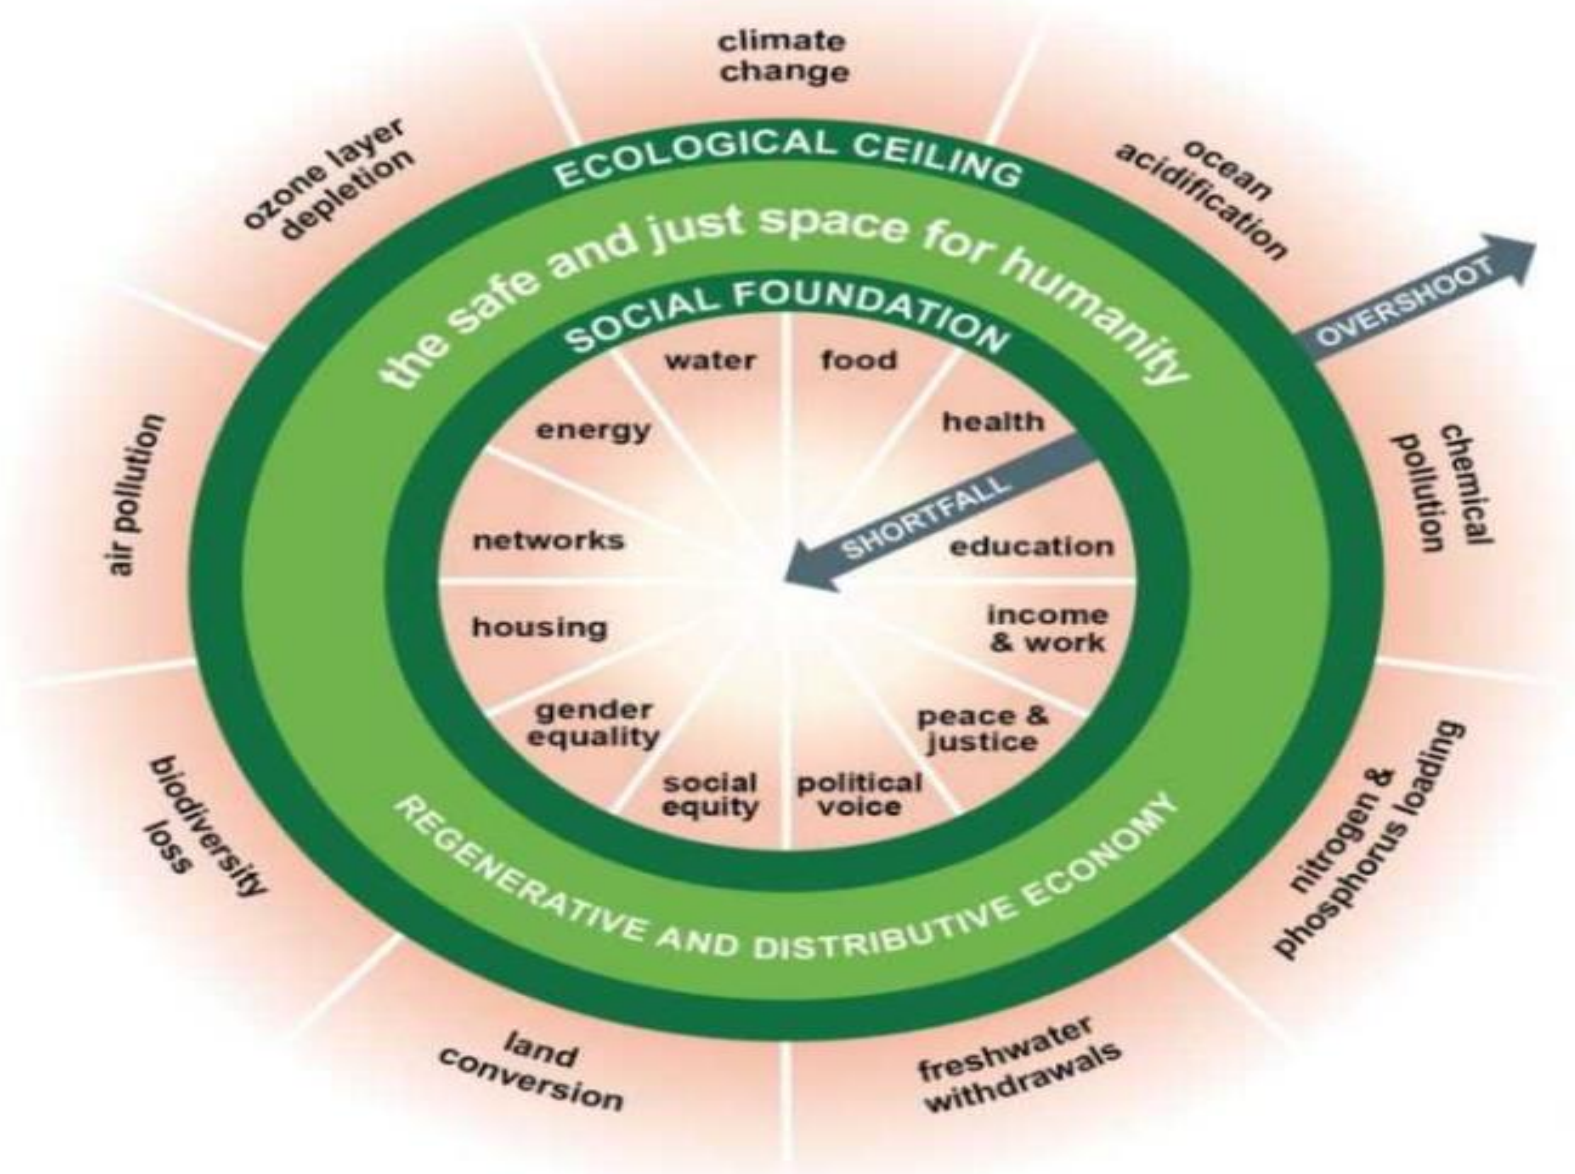 climate
change
ozone layer
depletion
ocean
acidification
ECOLOGICAL CEILING
the safe and just space for humanity
OVERSHOOT
SOCIAL FOUNDATION
water
food
energy
health
SHORTFALL
networks
education
air pollution
chemical
pollution
housing
income
& work
gender
equality
peace &
justice
social
equity
political
voice
biodiversity
loss
nitrogen &
phosphorus loading
REGENERATIVE AND DISTRIBUTIVE ECONOMY
land
conversion
freshwater
withdrawals